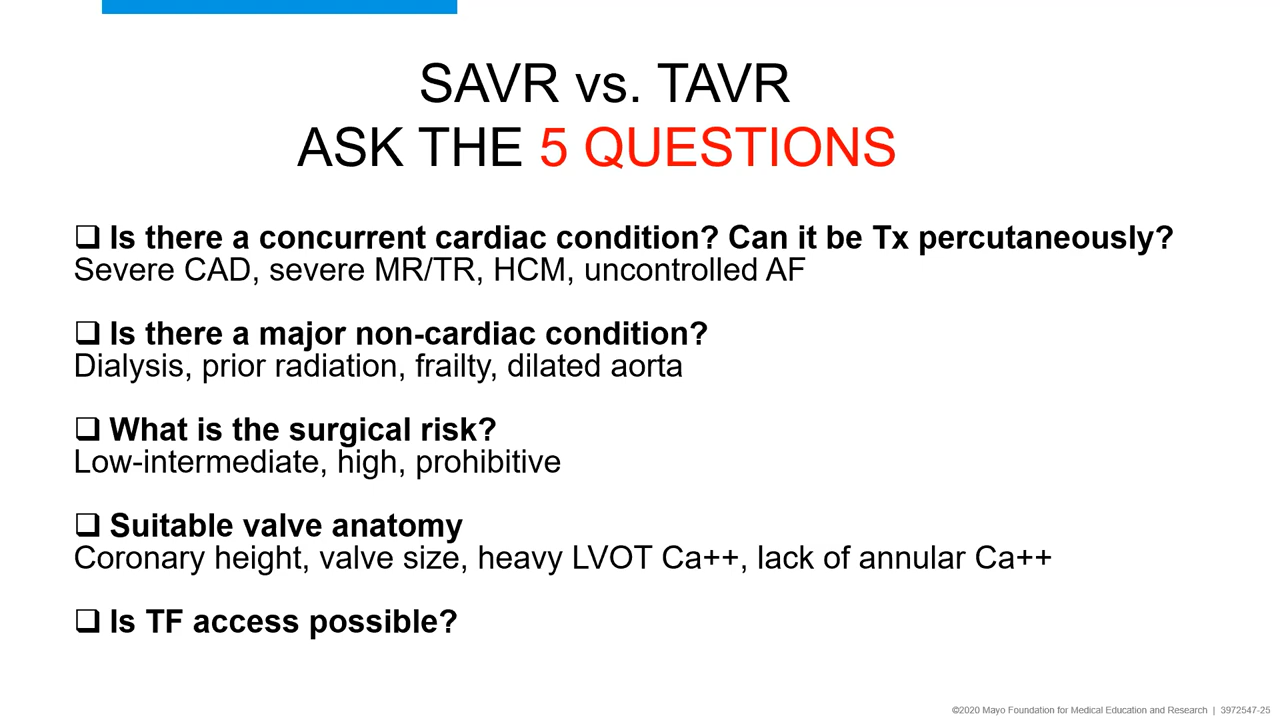 SAVR vs. TAVR
ASK THE 5 QUESTIONS
❑ Is there a concurrent cardiac condition? Can it be Tx percutaneously?
Severe CAD, severe MR/TR, HCM, uncontrolled AF
❑ Is there a major non-cardiac condition?
Dialysis, prior radiation, frailty, dilated aorta
❑ What is the surgical risk?
Low-intermediate, high, prohibitive
❑ Suitable valve anatomy
Coronary height, valve size, heavy LVOT Ca++, lack of annular Ca++
❑ Is TF access possible?
©2020 Mayo Foundation for Medical Education and Research | 3972547-25